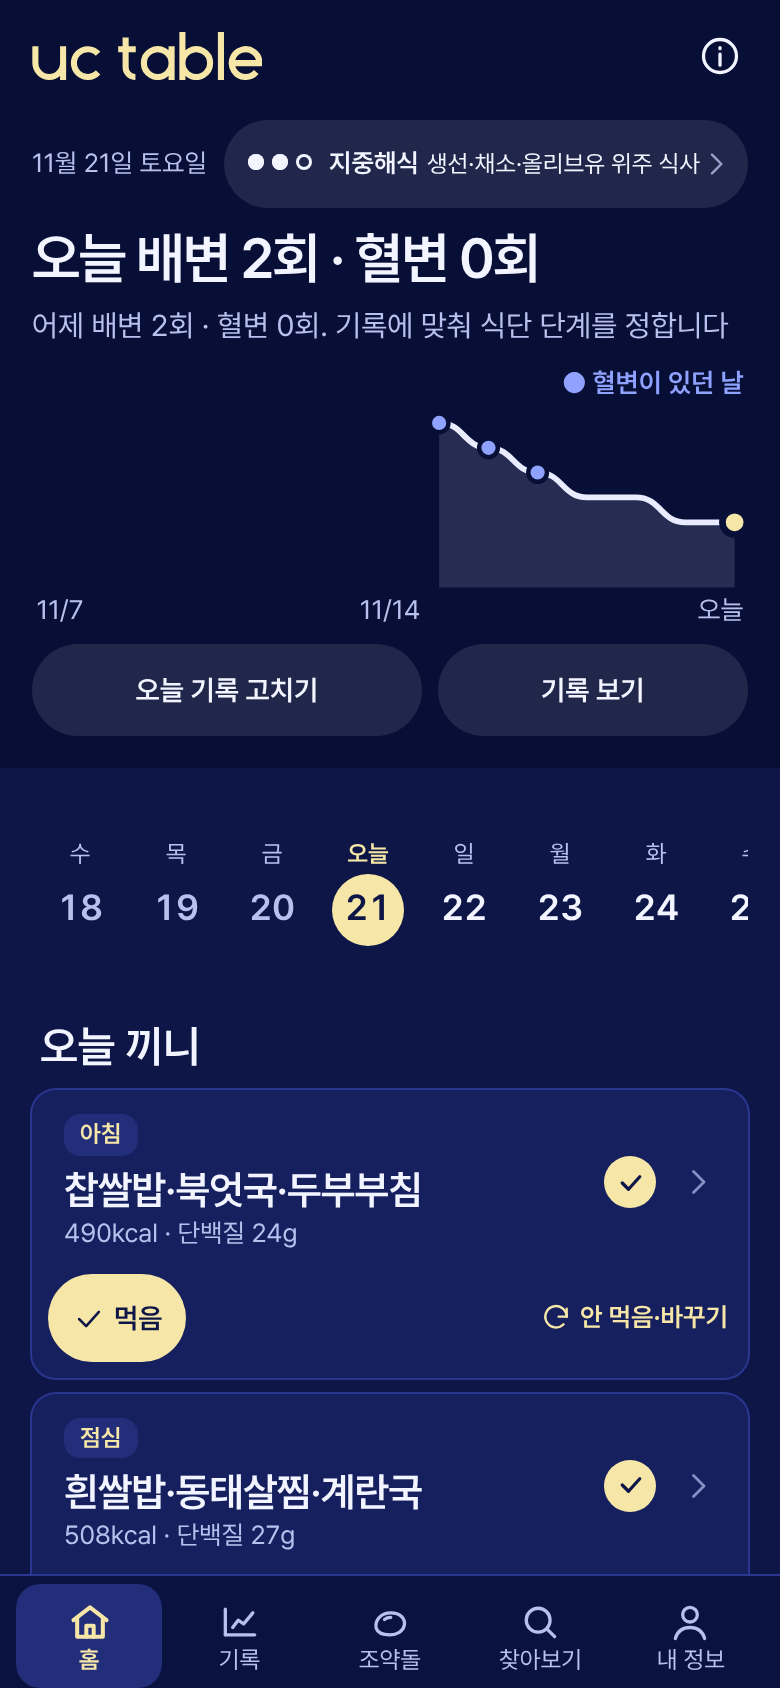 uc table
11월 21일 토요일
지중해식 생선·채소·올리브유 위주 식사
오늘 배변 2회 · 혈변 0회
어제 배변 2회 · 혈변 0회. 기록에 맞춰 식단 단계를 정합니다
혈변이 있던 날
11/7 11/14 오늘
오늘 기록 고치기 기록 보기
수 목 금 오늘 일 월 화
18 19 20 21 22 23 24 2
오늘 끼니
아침
찹쌀밥·북엇국·두부부침
490kcal · 단백질 24g
먹음 안 먹음·바꾸기
점심
흰쌀밥·동태살찜·계란국
508kcal · 단백질 27g
홈 기록 조약돌 찾아보기 내 정보